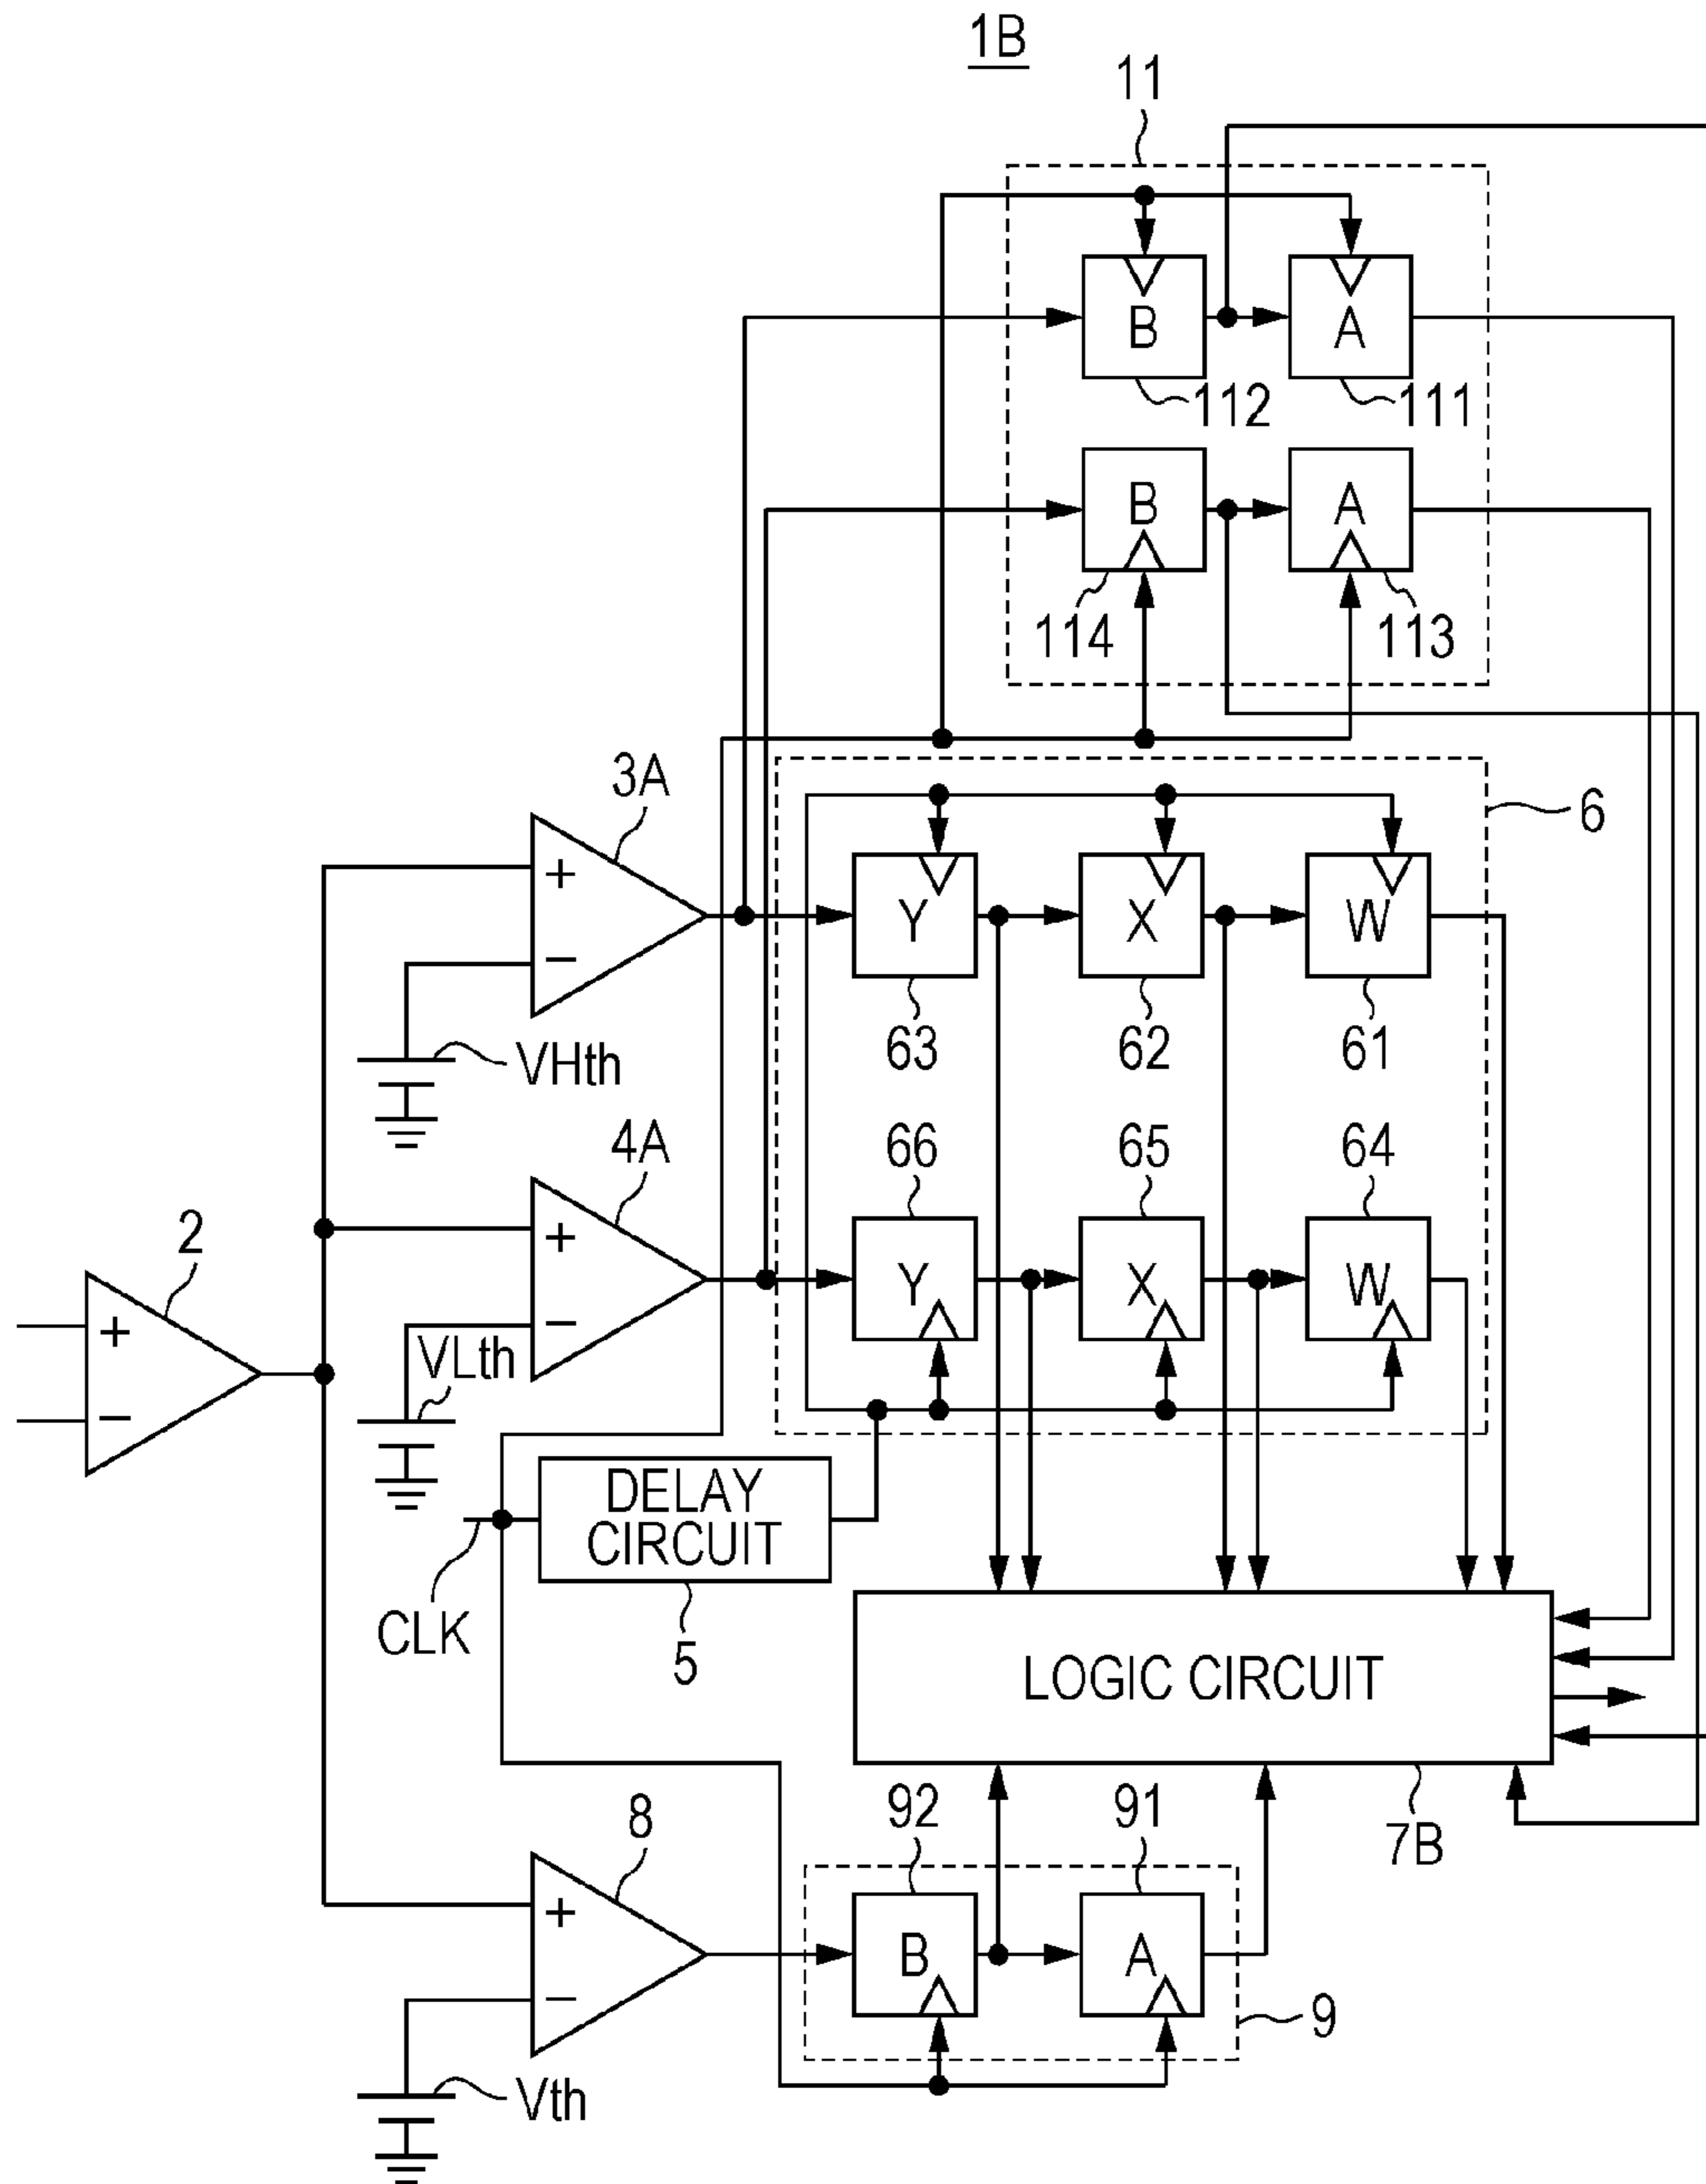 1B
11
B
A
112
111
B
A
114
113
3A
6
+
Y
X
W
−
63
62
61
VHth
4A
66
65
64
2
+
Y
X
W
+
−
VLth
−
DELAY
CIRCUIT
CLK
5
LOGIC CIRCUIT
92
91
7B
8
+
B
A
−
9
Vth